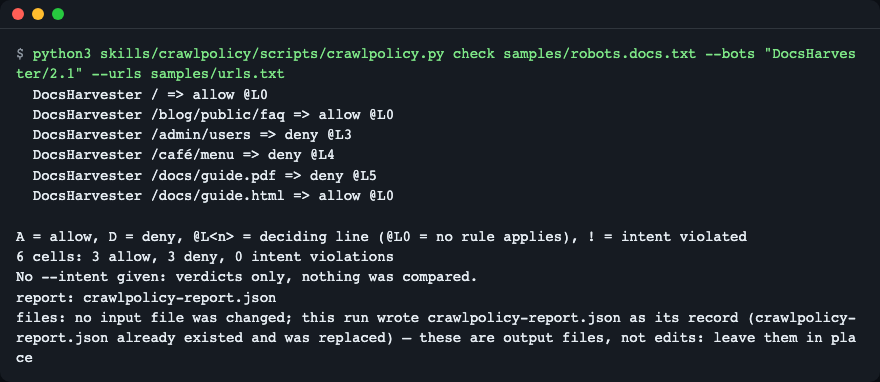 $ python3 skills/crawlpolicy/scripts/crawlpolicy.py check samples/robots.docs.txt --bots "DocsHarves
ter/2.1" --urls samples/urls.txt
  DocsHarvester / => allow @L0
  DocsHarvester /blog/public/faq => allow @L0
  DocsHarvester /admin/users => deny @L3
  DocsHarvester /café/menu => deny @L4
  DocsHarvester /docs/guide.pdf => deny @L5
  DocsHarvester /docs/guide.html => allow @L0

A = allow, D = deny, @L<n> = deciding line (@L0 = no rule applies), ! = intent violated
6 cells: 3 allow, 3 deny, 0 intent violations
No --intent given: verdicts only, nothing was compared.
report: crawlpolicy-report.json
files: no input file was changed; this run wrote crawlpolicy-report.json as its record (crawlpolicy-
report.json already existed and was replaced) — these are output files, not edits: leave them in pla
ce